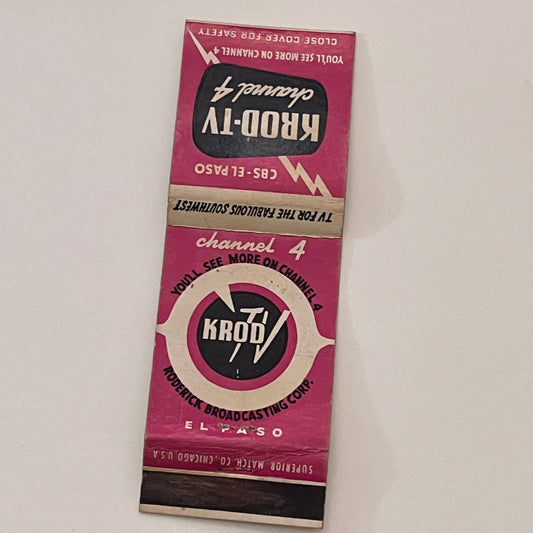 CLOSE COVER FOR SAFETY
YOU'LL SEE MORE ON CHANNEL 4
channel 4
KROD-TV
CBS-EL PASO
TV FOR THE FABULOUS SOUTHWEST
channel 4
YOU'LL SEE MORE ON CHANNEL 4
KROD
TV
RODERICK BROADCASTING CORP.
EL PASO
SUPERIOR MATCH CO., CHICAGO U.S.A.